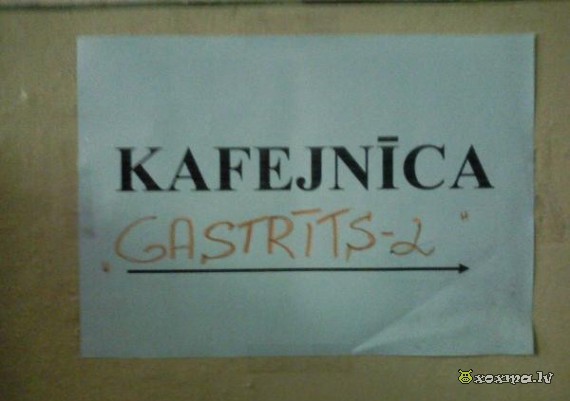 KAFEJNĪCA
„GASTRĪTS-2"
xoxma.lv